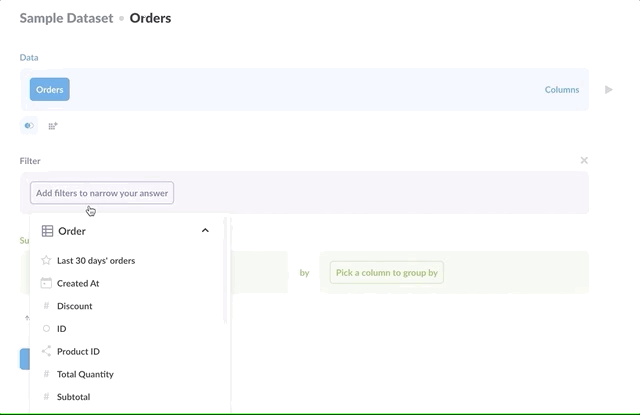 Sample Dataset • Orders
Data
Orders
Columns
Filter
Add filters to narrow your answer
Order
Su
by
Pick a column to group by
Last 30 days' orders
Created At
Discount
ID
Product ID
Total Quantity
Subtotal